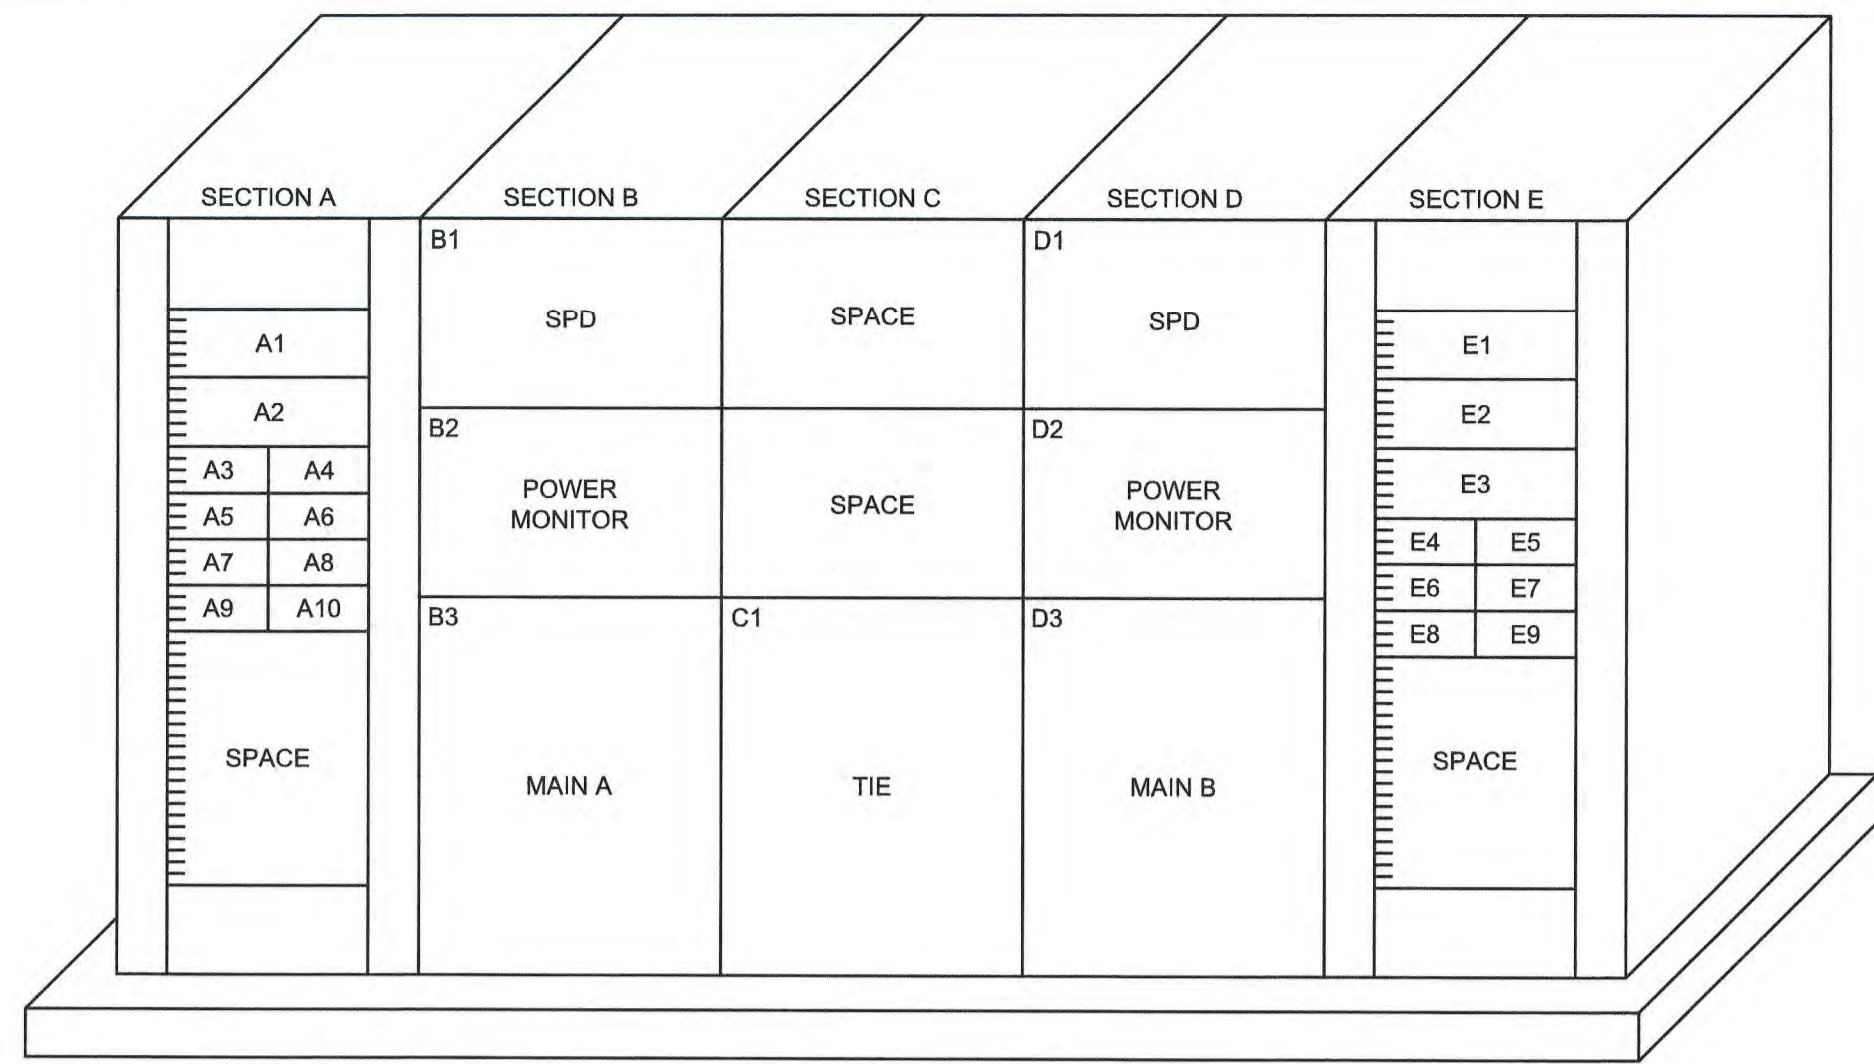 SECTION A
SECTION B
SECTION C
SECTION D
SECTION E
A1
A2
A3 A4
A5 A6
A7 A8
A9 A10
SPACE
B1
SPD
B2
POWER
MONITOR
B3
MAIN A
SPACE
SPACE
C1
TIE
D1
SPD
D2
POWER
MONITOR
D3
MAIN B
E1
E2
E3
E4 E5
E6 E7
E8 E9
SPACE